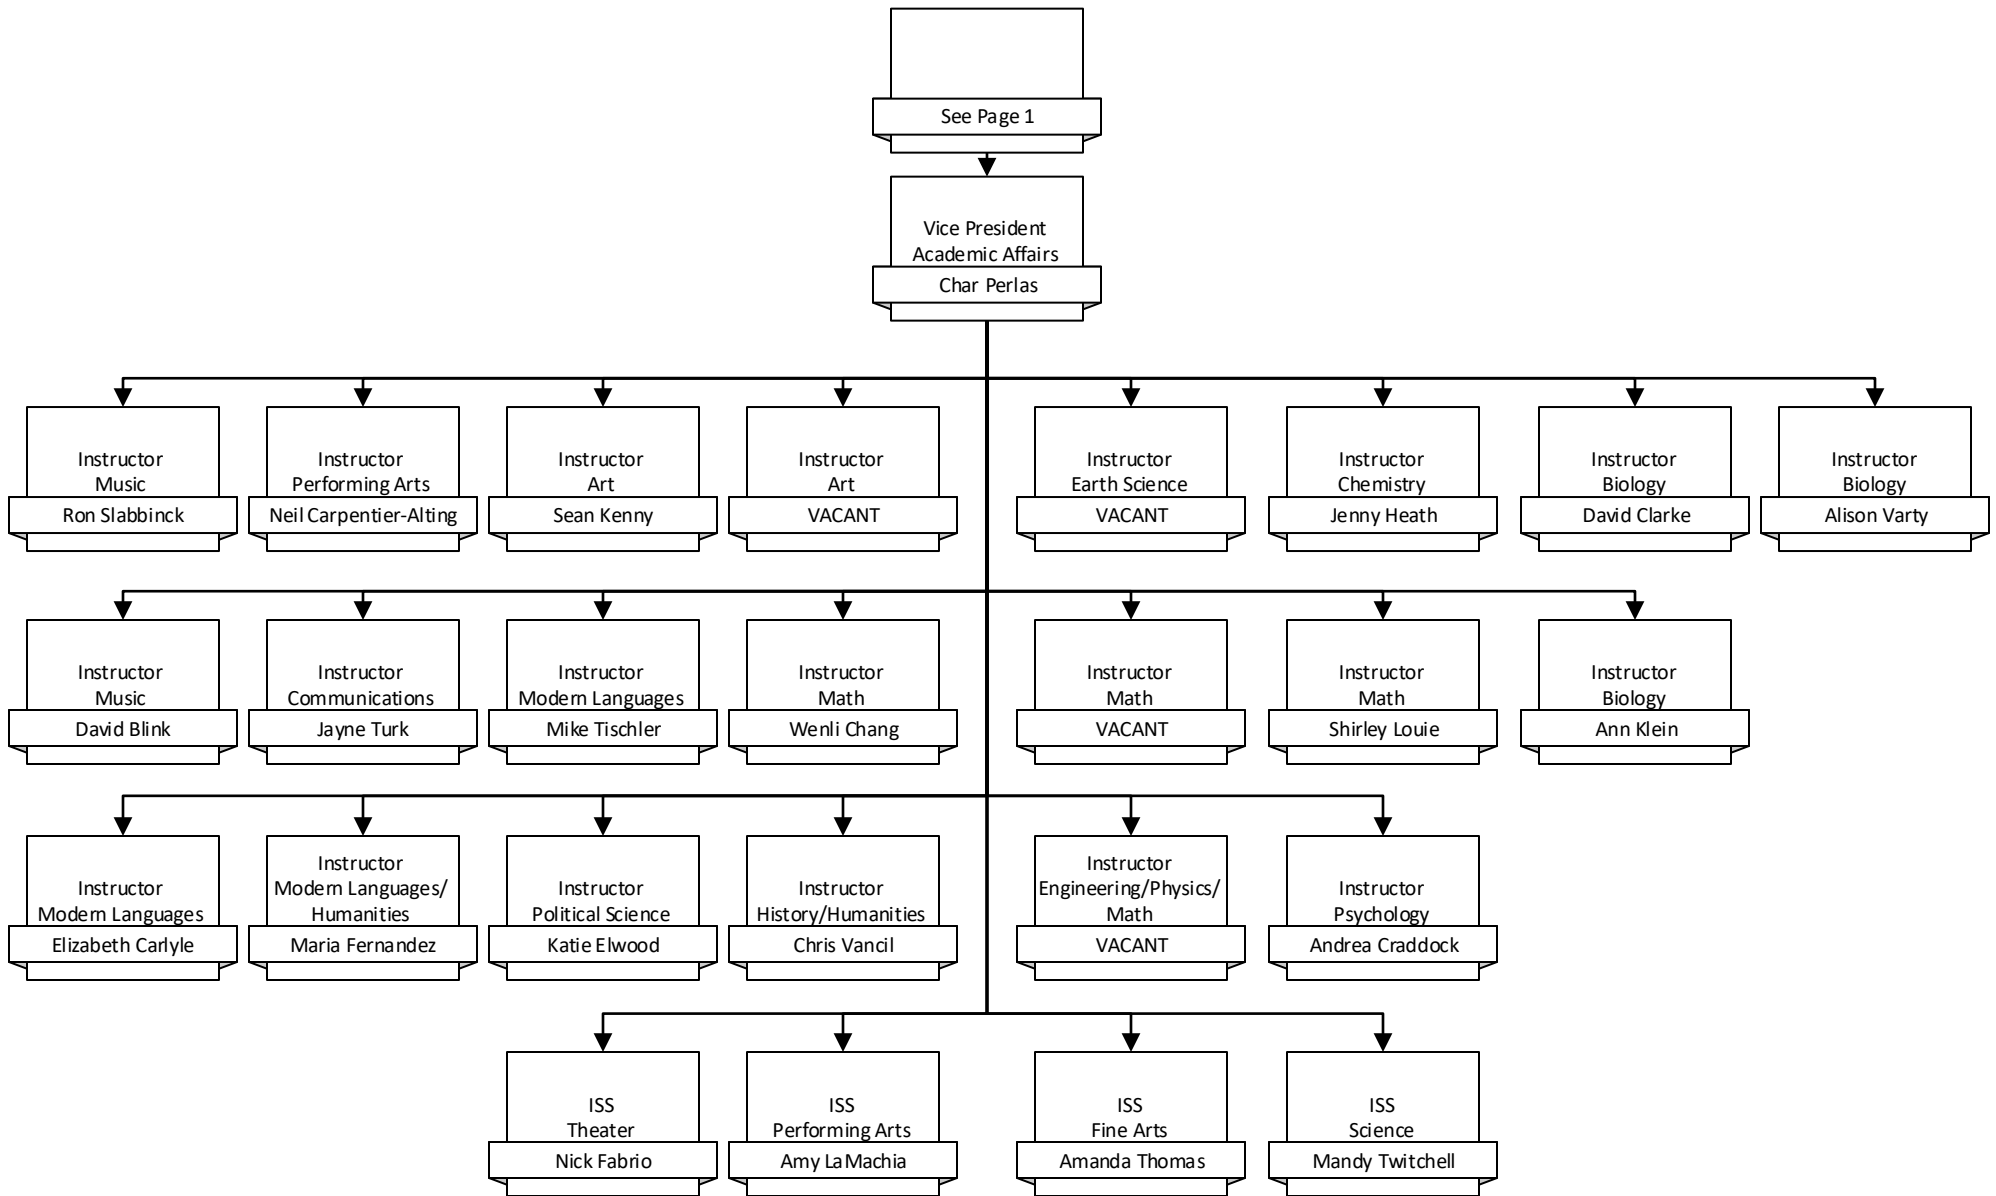 See Page 1
Vice President
Academic Affairs
Char Perlas
Instructor
Music
Ron Slabbinck
Instructor
Performing Arts
Neil Carpentier-Alting
Instructor
Art
Sean Kenny
Instructor
Art
VACANT
Instructor
Earth Science
VACANT
Instructor
Chemistry
Jenny Heath
Instructor
Biology
David Clarke
Instructor
Biology
Alison Varty
Instructor
Music
David Blink
Instructor
Communications
Jayne Turk
Instructor
Modern Languages
Mike Tischler
Instructor
Math
Wenli Chang
Instructor
Math
VACANT
Instructor
Math
Shirley Louie
Instructor
Biology
Ann Klein
Instructor
Modern Languages
Elizabeth Carlyle
Instructor
Modern Languages/
Humanities
Maria Fernandez
Instructor
Political Science
Katie Elwood
Instructor
History/Humanities
Chris Vancil
Instructor
Engineering/Physics/
Math
VACANT
Instructor
Psychology
Andrea Craddock
ISS
Theater
Nick Fabrio
ISS
Performing Arts
Amy LaMachia
ISS
Fine Arts
Amanda Thomas
ISS
Science
Mandy Twitchell